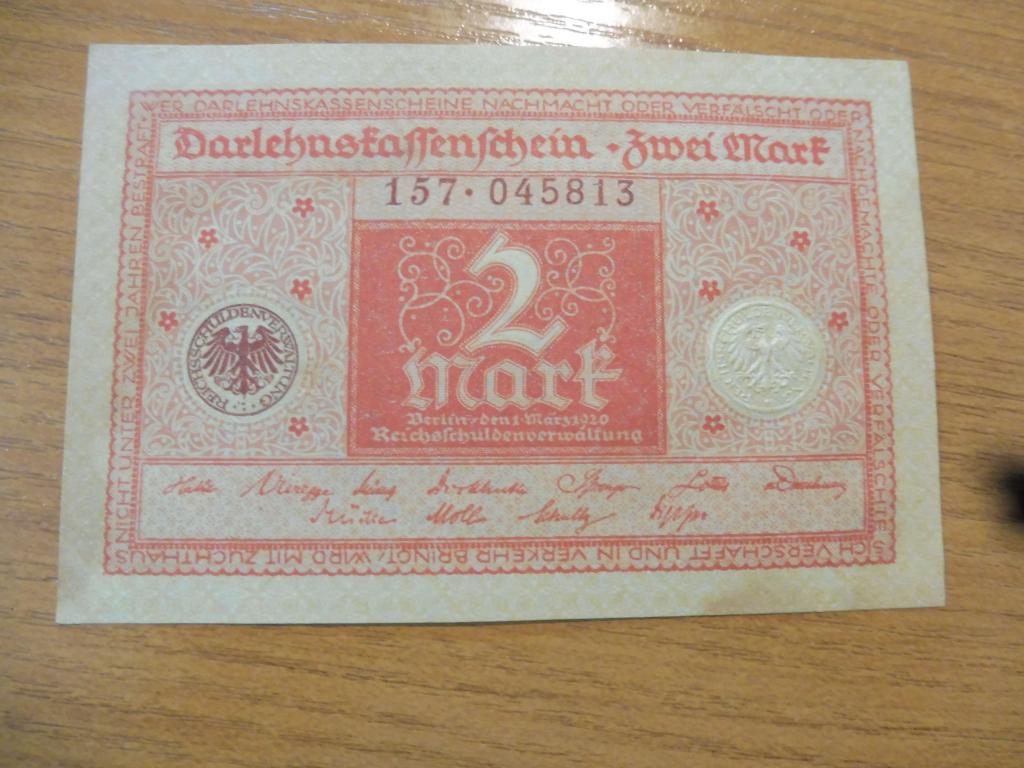 WER DARLEHNSKASSENSCHEINE NACHMACHT ODER VERFÄLSCHT ODER NACHGEMACHTE ODER VERFÄLSCHTE SICH VERSCHAFFT UND IN VERKEHR BRINGT, WIRD MIT ZUCHTHAUS NICHT UNTER ZWEI JAHREN BESTRAFT.
Darlehnskassenschein · Zwei Mark
157·045813
2
Mark
Berlin, den 1. März 1920
Reichsschuldenverwaltung
REICHSSCHULDENVERWALTUNG